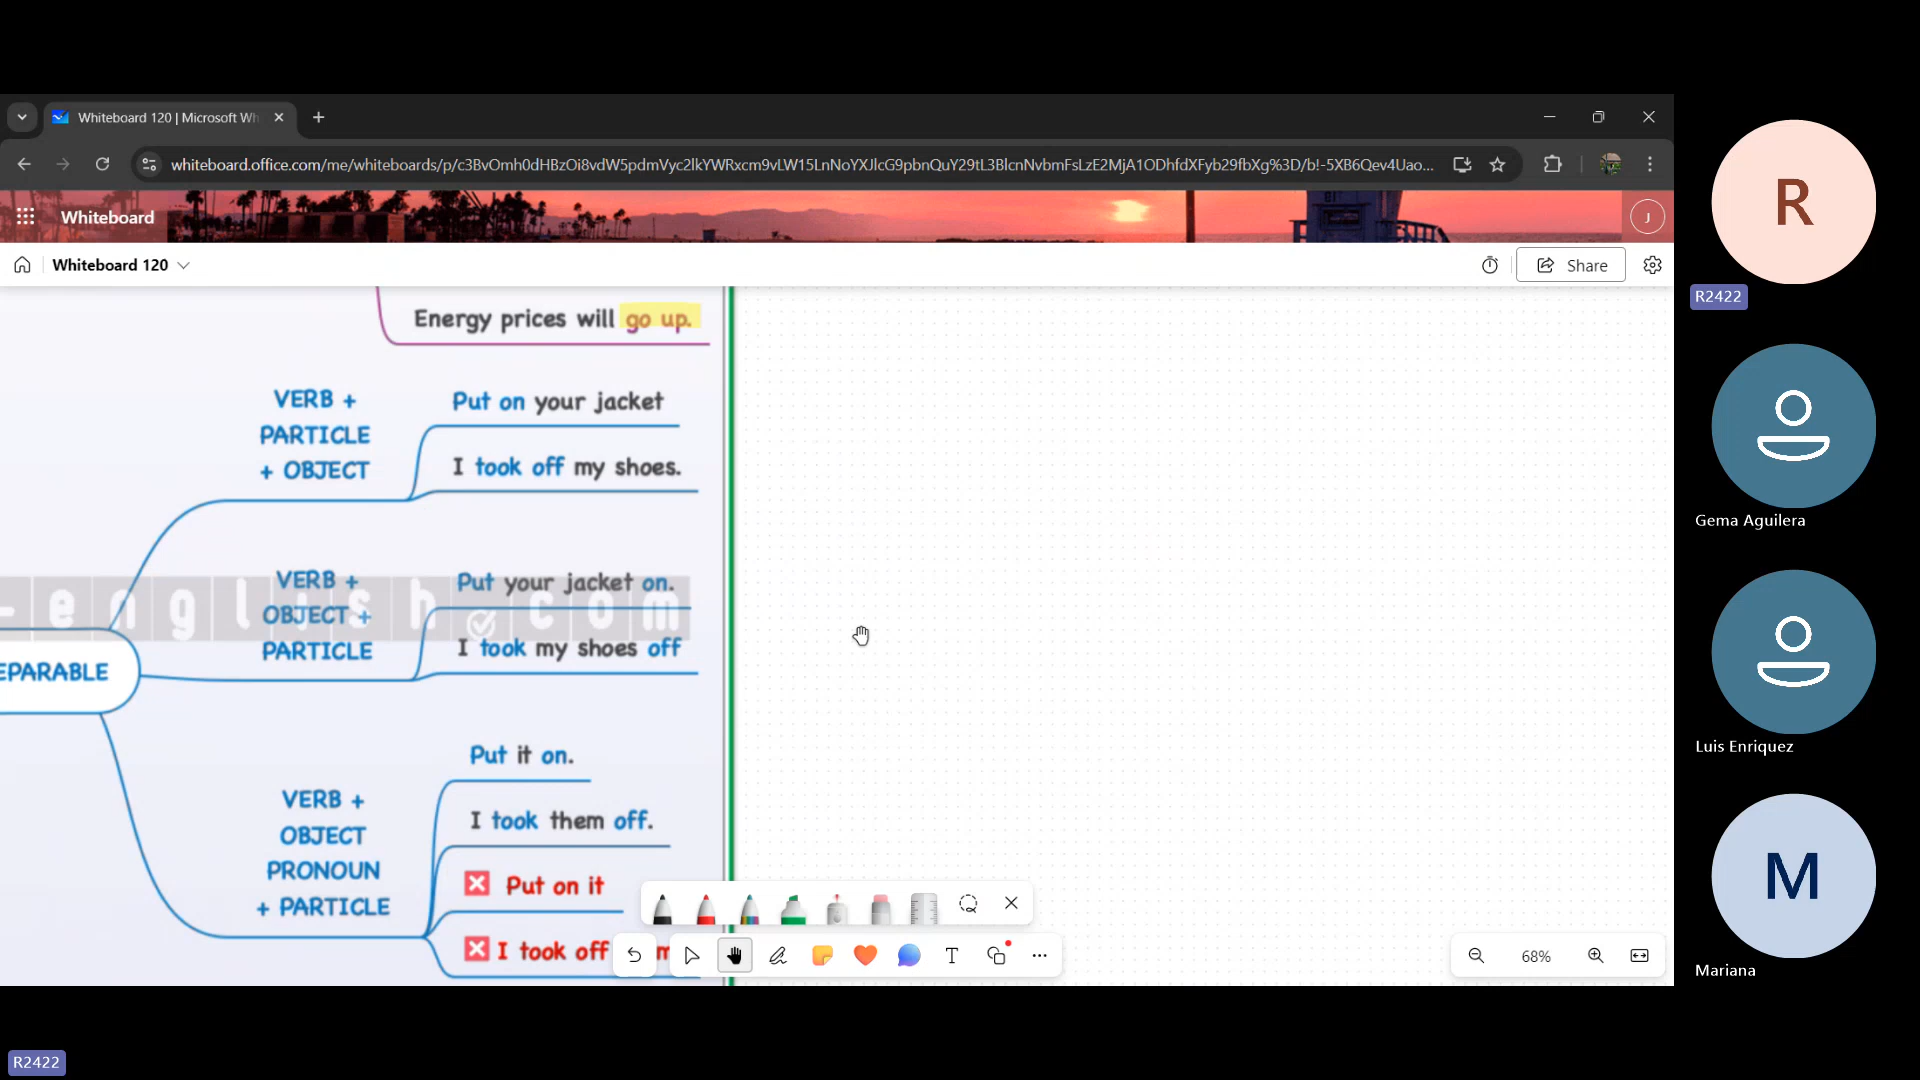 Whiteboard 120 | Microsoft Wh
whiteboard.office.com/me/whiteboards/p/c3BvOmh0dHBzOi8vdW5pdmVyc2lkYWRxcm9vLW15LnNoYXJlcG9pbnQuY29tL3BlcnNvbmFsLzE2MjA1ODhfdXFyb29fbXg%3D/b!-5XB6Qev4Uao...
Whiteboard
J
Whiteboard 120
Share
Energy prices will go up.
VERB +
PARTICLE
+ OBJECT
Put on your jacket
I took off my shoes.
-english.com
VERB +
OBJECT +
PARTICLE
Put your jacket on.
I took my shoes off
EPARABLE
VERB +
OBJECT
PRONOUN
+ PARTICLE
Put it on.
I took them off.
Put on it
I took off
T
68%
R
R2422
Gema Aguilera
Luis Enriquez
M
Mariana
R2422